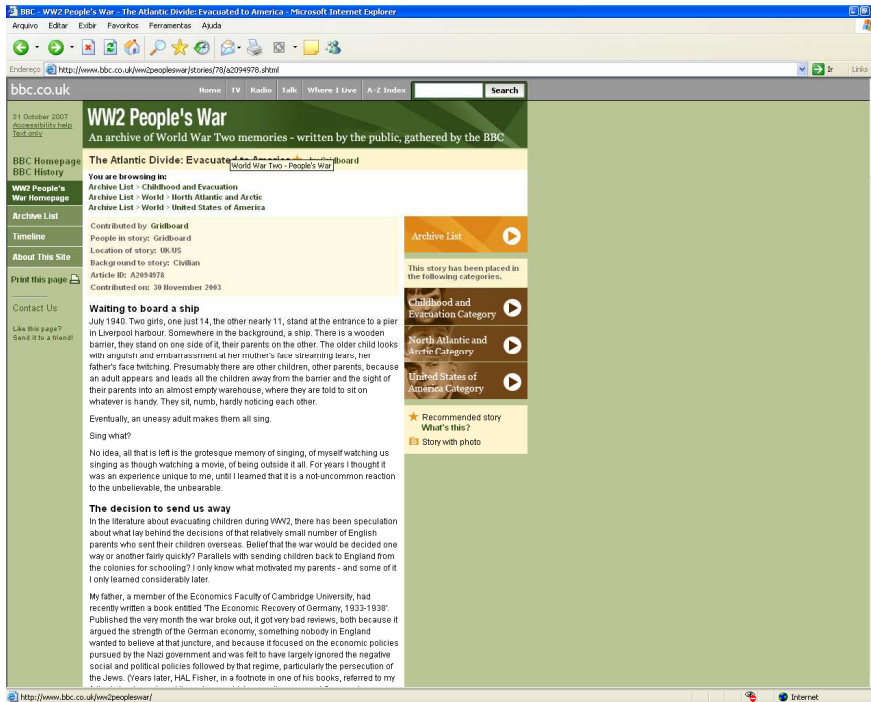 BBC - WW2 People's War - The Atlantic Divide: Evacuated to America - Microsoft Internet Explorer
Arquivo Editar Exibir Favoritos Ferramentas Ajuda
Endereço http://www.bbc.co.uk/ww2peopleswar/stories/78/a2094978.shtml Ir Links
bbc.co.uk Home TV Radio Talk Where I Live A-Z Index Search
31 October 2007
Accessibility help
Text only
BBC Homepage
BBC History
WW2 People's
War Homepage
Archive List
Timeline
About This Site
Print this page
Contact Us
Like this page?
Send it to a friend!
WW2 People's War
An archive of World War Two memories - written by the public, gathered by the BBC
The Atlantic Divide: Evacuated to America by Gridboard
World War Two - People's War
You are browsing in:
Archive List > Childhood and Evacuation
Archive List > World > North Atlantic and Arctic
Archive List > World > United States of America
Contributed by Gridboard
People in story: Gridboard
Location of story: UK/US
Background to story: Civilian
Article ID: A2094978
Contributed on: 30 November 2003
Waiting to board a ship
July 1940. Two girls, one just 14, the other nearly 11, stand at the entrance to a pier
in Liverpool harbour. Somewhere in the background, a ship. There is a wooden
barrier, they stand on one side of it, their parents on the other. The older child looks
with anguish and embarrassment at her mother's face streaming tears, her
father's face twitching. Presumably there are other children, other parents, because
an adult appears and leads all the children away from the barrier and the sight of
their parents into an almost empty warehouse, where they are told to sit on
whatever is handy. They sit, numb, hardly noticing each other.
Eventually, an uneasy adult makes them all sing.
Sing what?
No idea, all that is left is the grotesque memory of singing, of myself watching us
singing as though watching a movie, of being outside it all. For years I thought it
was an experience unique to me, until I learned that it is a not-uncommon reaction
to the unbelievable, the unbearable.
The decision to send us away
In the literature about evacuating children during WW2, there has been speculation
about what lay behind the decisions of that relatively small number of English
parents who sent their children overseas. Belief that the war would be decided one
way or another fairly quickly? Parallels with sending children back to England from
the colonies for schooling? I only know what motivated my parents - and some of it
I only learned considerably later.
My father, a member of the Economics Faculty of Cambridge University, had
recently written a book entitled 'The Economic Recovery of Germany, 1933-1938'.
Published the very month the war broke out, it got very bad reviews, both because it
argued the strength of the German economy, something nobody in England
wanted to believe at that juncture, and because it focused on the economic policies
pursued by the Nazi government and was felt to have largely ignored the negative
social and political policies followed by that regime, particularly the persecution of
the Jews. (Years later, HAL Fisher, in a footnote in one of his books, referred to my
Archive List
This story has been placed in
the following categories.
Childhood and
Evacuation Category
North Atlantic and
Arctic Category
United States of
America Category
Recommended story
What's this?
Story with photo
http://www.bbc.co.uk/ww2peopleswar/ Internet